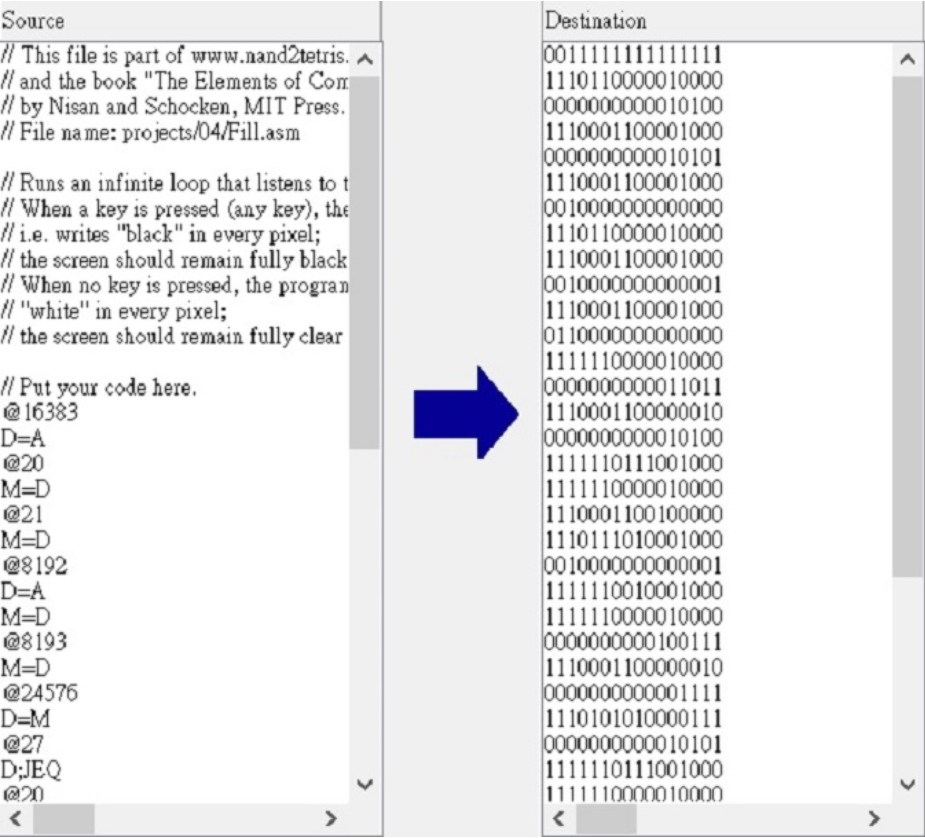 Source
// This file is part of www.nand2tetris.
// and the book "The Elements of Com
// by Nisan and Schocken, MIT Press.
// File name: projects/04/Fill.asm
// Runs an infinite loop that listens to t
// When a key is pressed (any key), the
// i.e. writes "black" in every pixel;
// the screen should remain fully black
// When no key is pressed, the progran
// "white" in every pixel;
// the screen should remain fully clear
// Put your code here.
@16383
D=A
@20
M=D
@21
M=D
@8192
D=A
M=D
@8193
M=D
@24576
D=M
@27
D;JEQ
@20
Destination
0011111111111111
1110110000010000
0000000000010100
1110001100001000
0000000000010101
1110001100001000
0010000000000000
1110110000010000
1110001100001000
0010000000000001
1110001100001000
0110000000000000
1111110000010000
0000000000011011
1110001100000010
0000000000010100
1111110111001000
1111110000010000
1110001100100000
1110111010001000
0010000000000001
1111110010001000
1111110000010000
0000000000100111
1110001100000010
0000000000001111
1110101010000111
0000000000010101
1111110111001000
1111110000010000